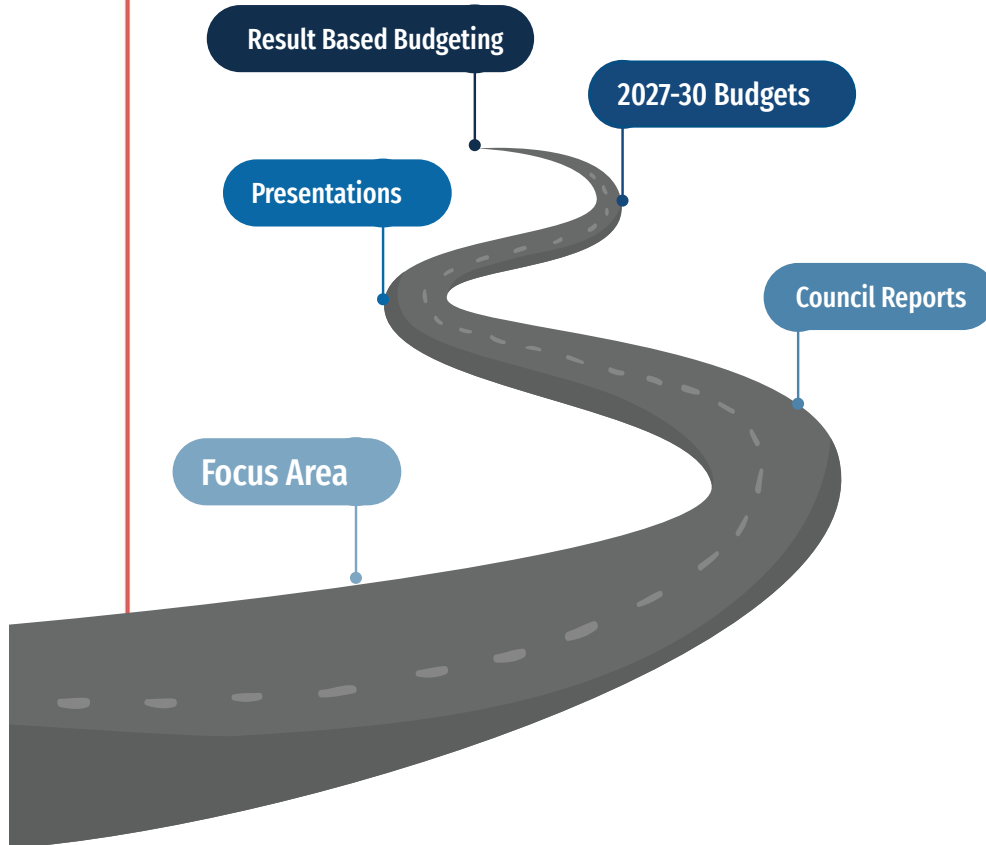 Result Based Budgeting
2027-30 Budgets
Presentations
Council Reports
Focus Area